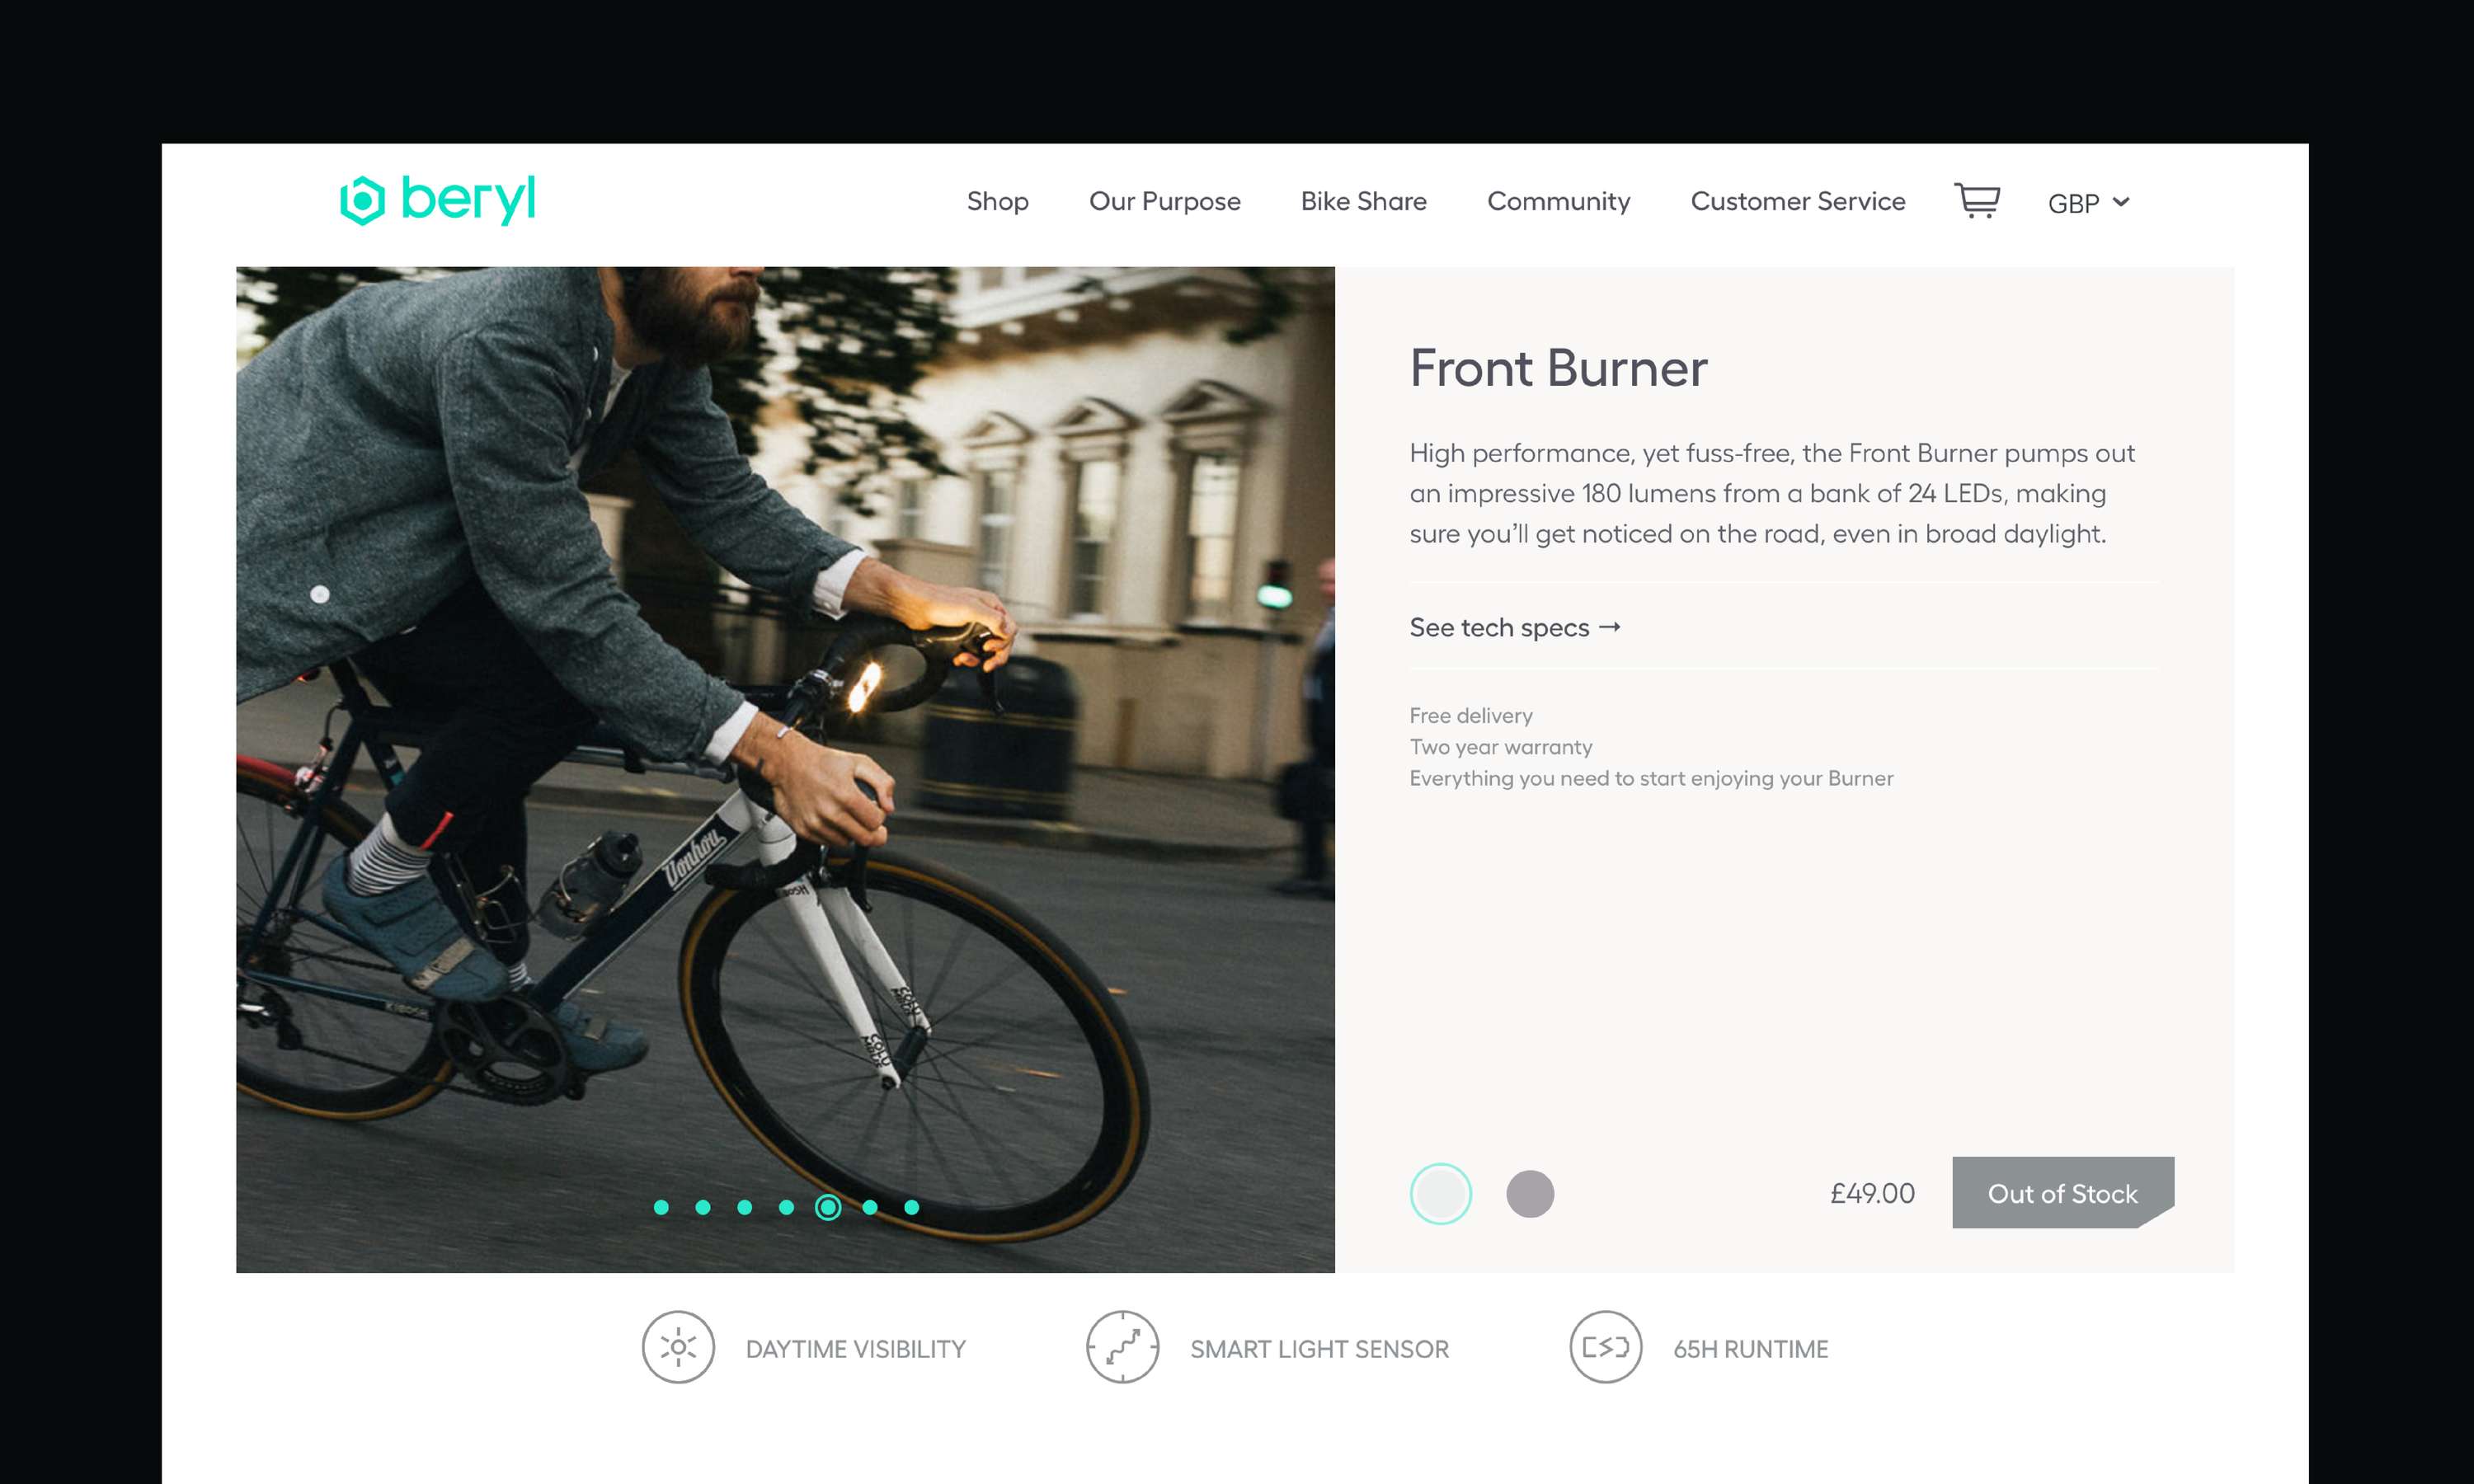 beryl
Shop Our Purpose Bike Share Community Customer Service GBP
Front Burner
High performance, yet fuss-free, the Front Burner pumps out
an impressive 180 lumens from a bank of 24 LEDs, making
sure you’ll get noticed on the road, even in broad daylight.
See tech specs →
Free delivery
Two year warranty
Everything you need to start enjoying your Burner
Vonhou
£49.00 Out of Stock
DAYTIME VISIBILITY SMART LIGHT SENSOR 65H RUNTIME